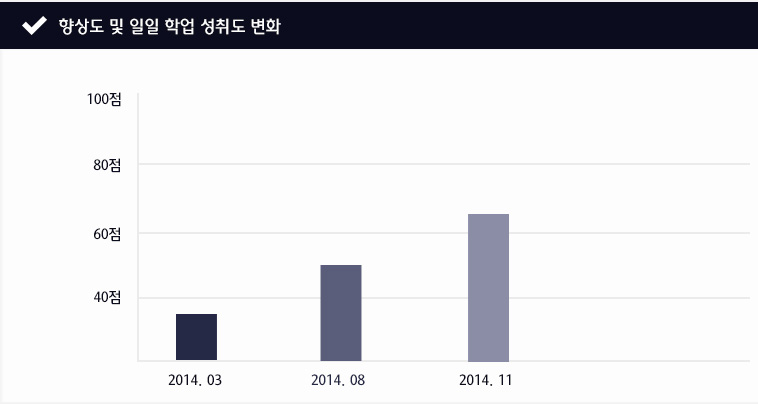 향상도 및 일일 학업 성취도 변화
100점
80점
60점
40점
2014. 03
2014. 08
2014. 11